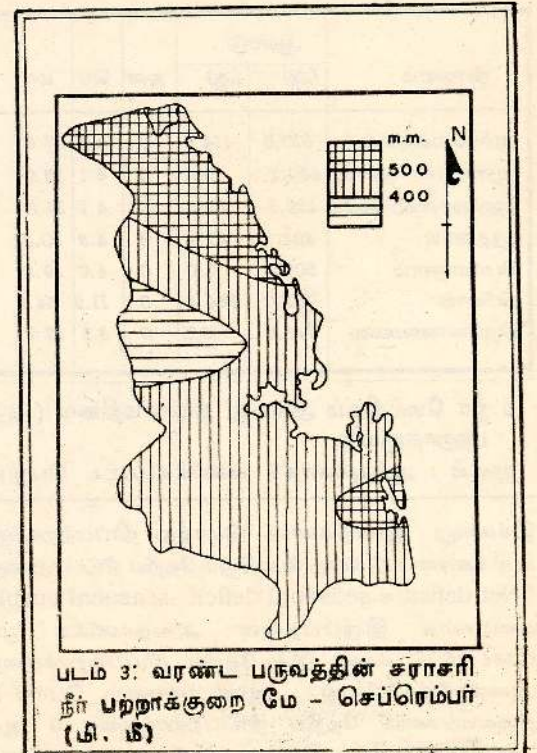 m.m.
N
500
400
படம் 3: வரண்ட பருவத்தின் சராசரி
நீர் பற்றாக்குறை மே - செப்ரெம்பர்
(மி. மீ)